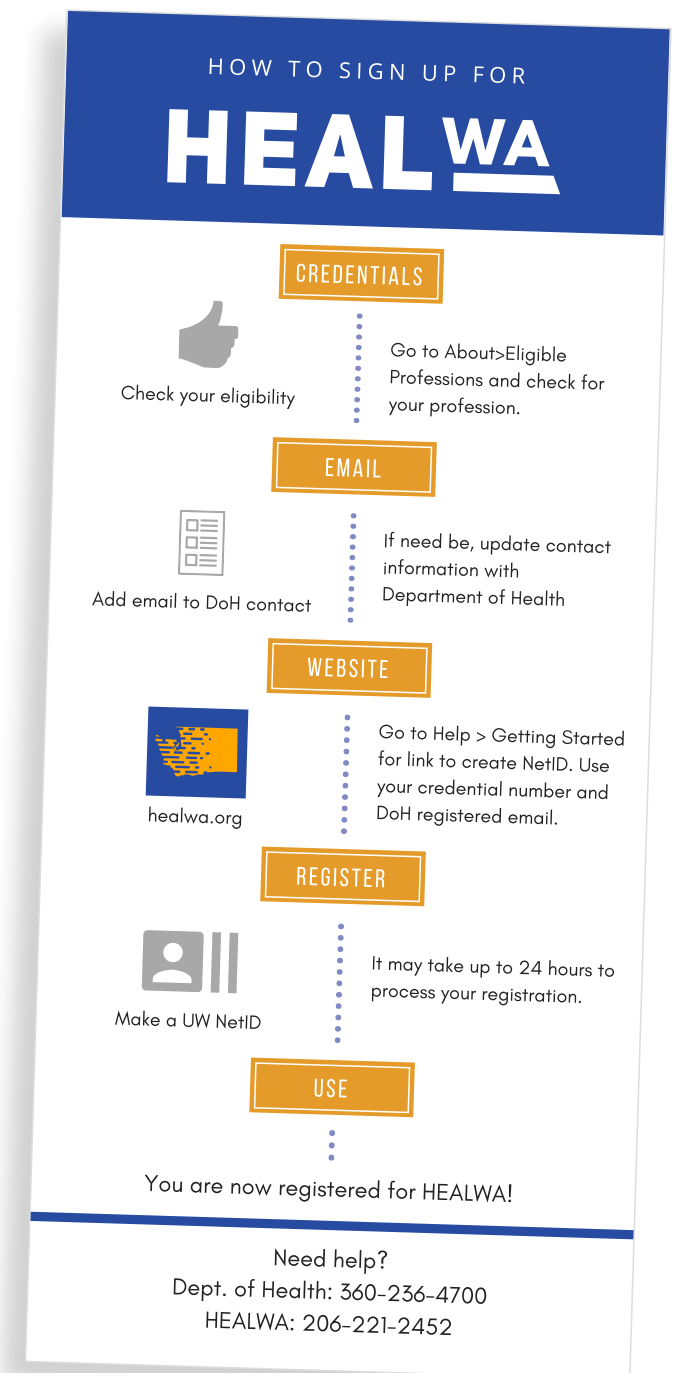 HOW TO SIGN UP FOR
HEALWA
CREDENTIALS
Check your eligibility
Go to About>Eligible
Professions and check for
your profession.
EMAIL
Add email to DoH contact
If need be, update contact
information with
Department of Health
WEBSITE
healwa.org
Go to Help > Getting Started
for link to create NetID. Use
your credential number and
DoH registered email.
REGISTER
Make a UW NetID
It may take up to 24 hours to
process your registration.
USE
You are now registered for HEALWA!
Need help?
Dept. of Health: 360-236-4700
HEALWA: 206-221-2452